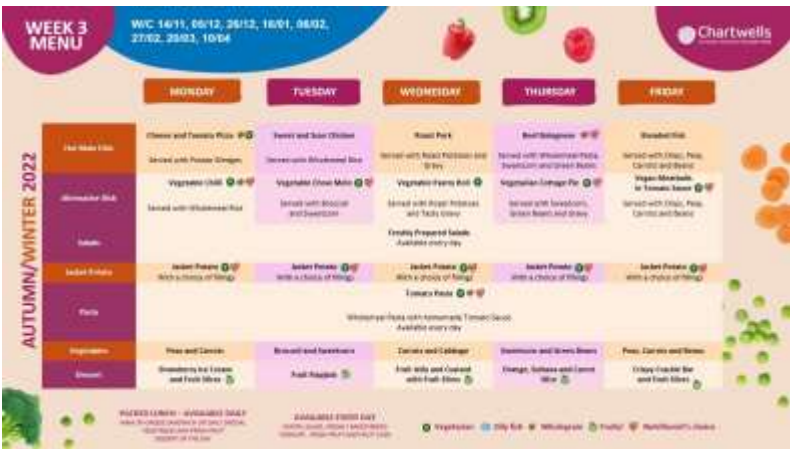 WEEK 3
MENU
W/C 14/11, 05/12, 26/12, 16/01, 06/02,
27/02, 20/03, 10/04
Chartwells
AUTUMN/WINTER 2022
MONDAY
TUESDAY
WEDNESDAY
THURSDAY
FRIDAY
Hot Main Dish
Cheese and Tomato Pizza
Served with Potato Wedges
Sweet and Sour Chicken
Served with Wholemeal Rice
Roast Pork
Served with Roast Potatoes and
Gravy
Beef Bolognese
Served with Wholemeal Pasta,
Sweetcorn and Green Beans
Breaded Fish
Served with Chips, Peas,
Carrots and Beans
Alternative Dish
Vegetable Chilli
Served with Wholemeal Rice
Vegetable Chow Mein
Served with Broccoli
and Sweetcorn
Vegetable Pastry Roll
Served with Roast Potatoes
and Tasty Gravy
Vegetarian Cottage Pie
Served with Sweetcorn,
Green Beans and Gravy
Vegan Meatballs
in Tomato Sauce
Served with Chips, Peas,
Carrots and Beans
Salads
Freshly Prepared Salads
Available every day
Jacket Potato
Jacket Potato
With a choice of fillings
Jacket Potato
With a choice of fillings
Jacket Potato
With a choice of fillings
Jacket Potato
With a choice of fillings
Jacket Potato
With a choice of fillings
Pasta
Tomato Pasta
Wholemeal Pasta with homemade Tomato Sauce
Available every day
Vegetables
Peas and Carrots
Broccoli and Sweetcorn
Carrots and Cabbage
Sweetcorn and Green Beans
Peas, Carrots and Beans
Dessert
Strawberry Ice Cream
and Fruit Slices
Fruit Flapjack
Fruit Jelly and Custard
with Fruit Slices
Orange, Sultana and Carrot
Slice
Crispy Crackle Bar
and Fruit Slices
PACKED LUNCH - AVAILABLE DAILY
AVAILABLE EVERY DAY
Vegetarian
Oily fish
Wholegrain
Fruity!
Nutritionist's choice